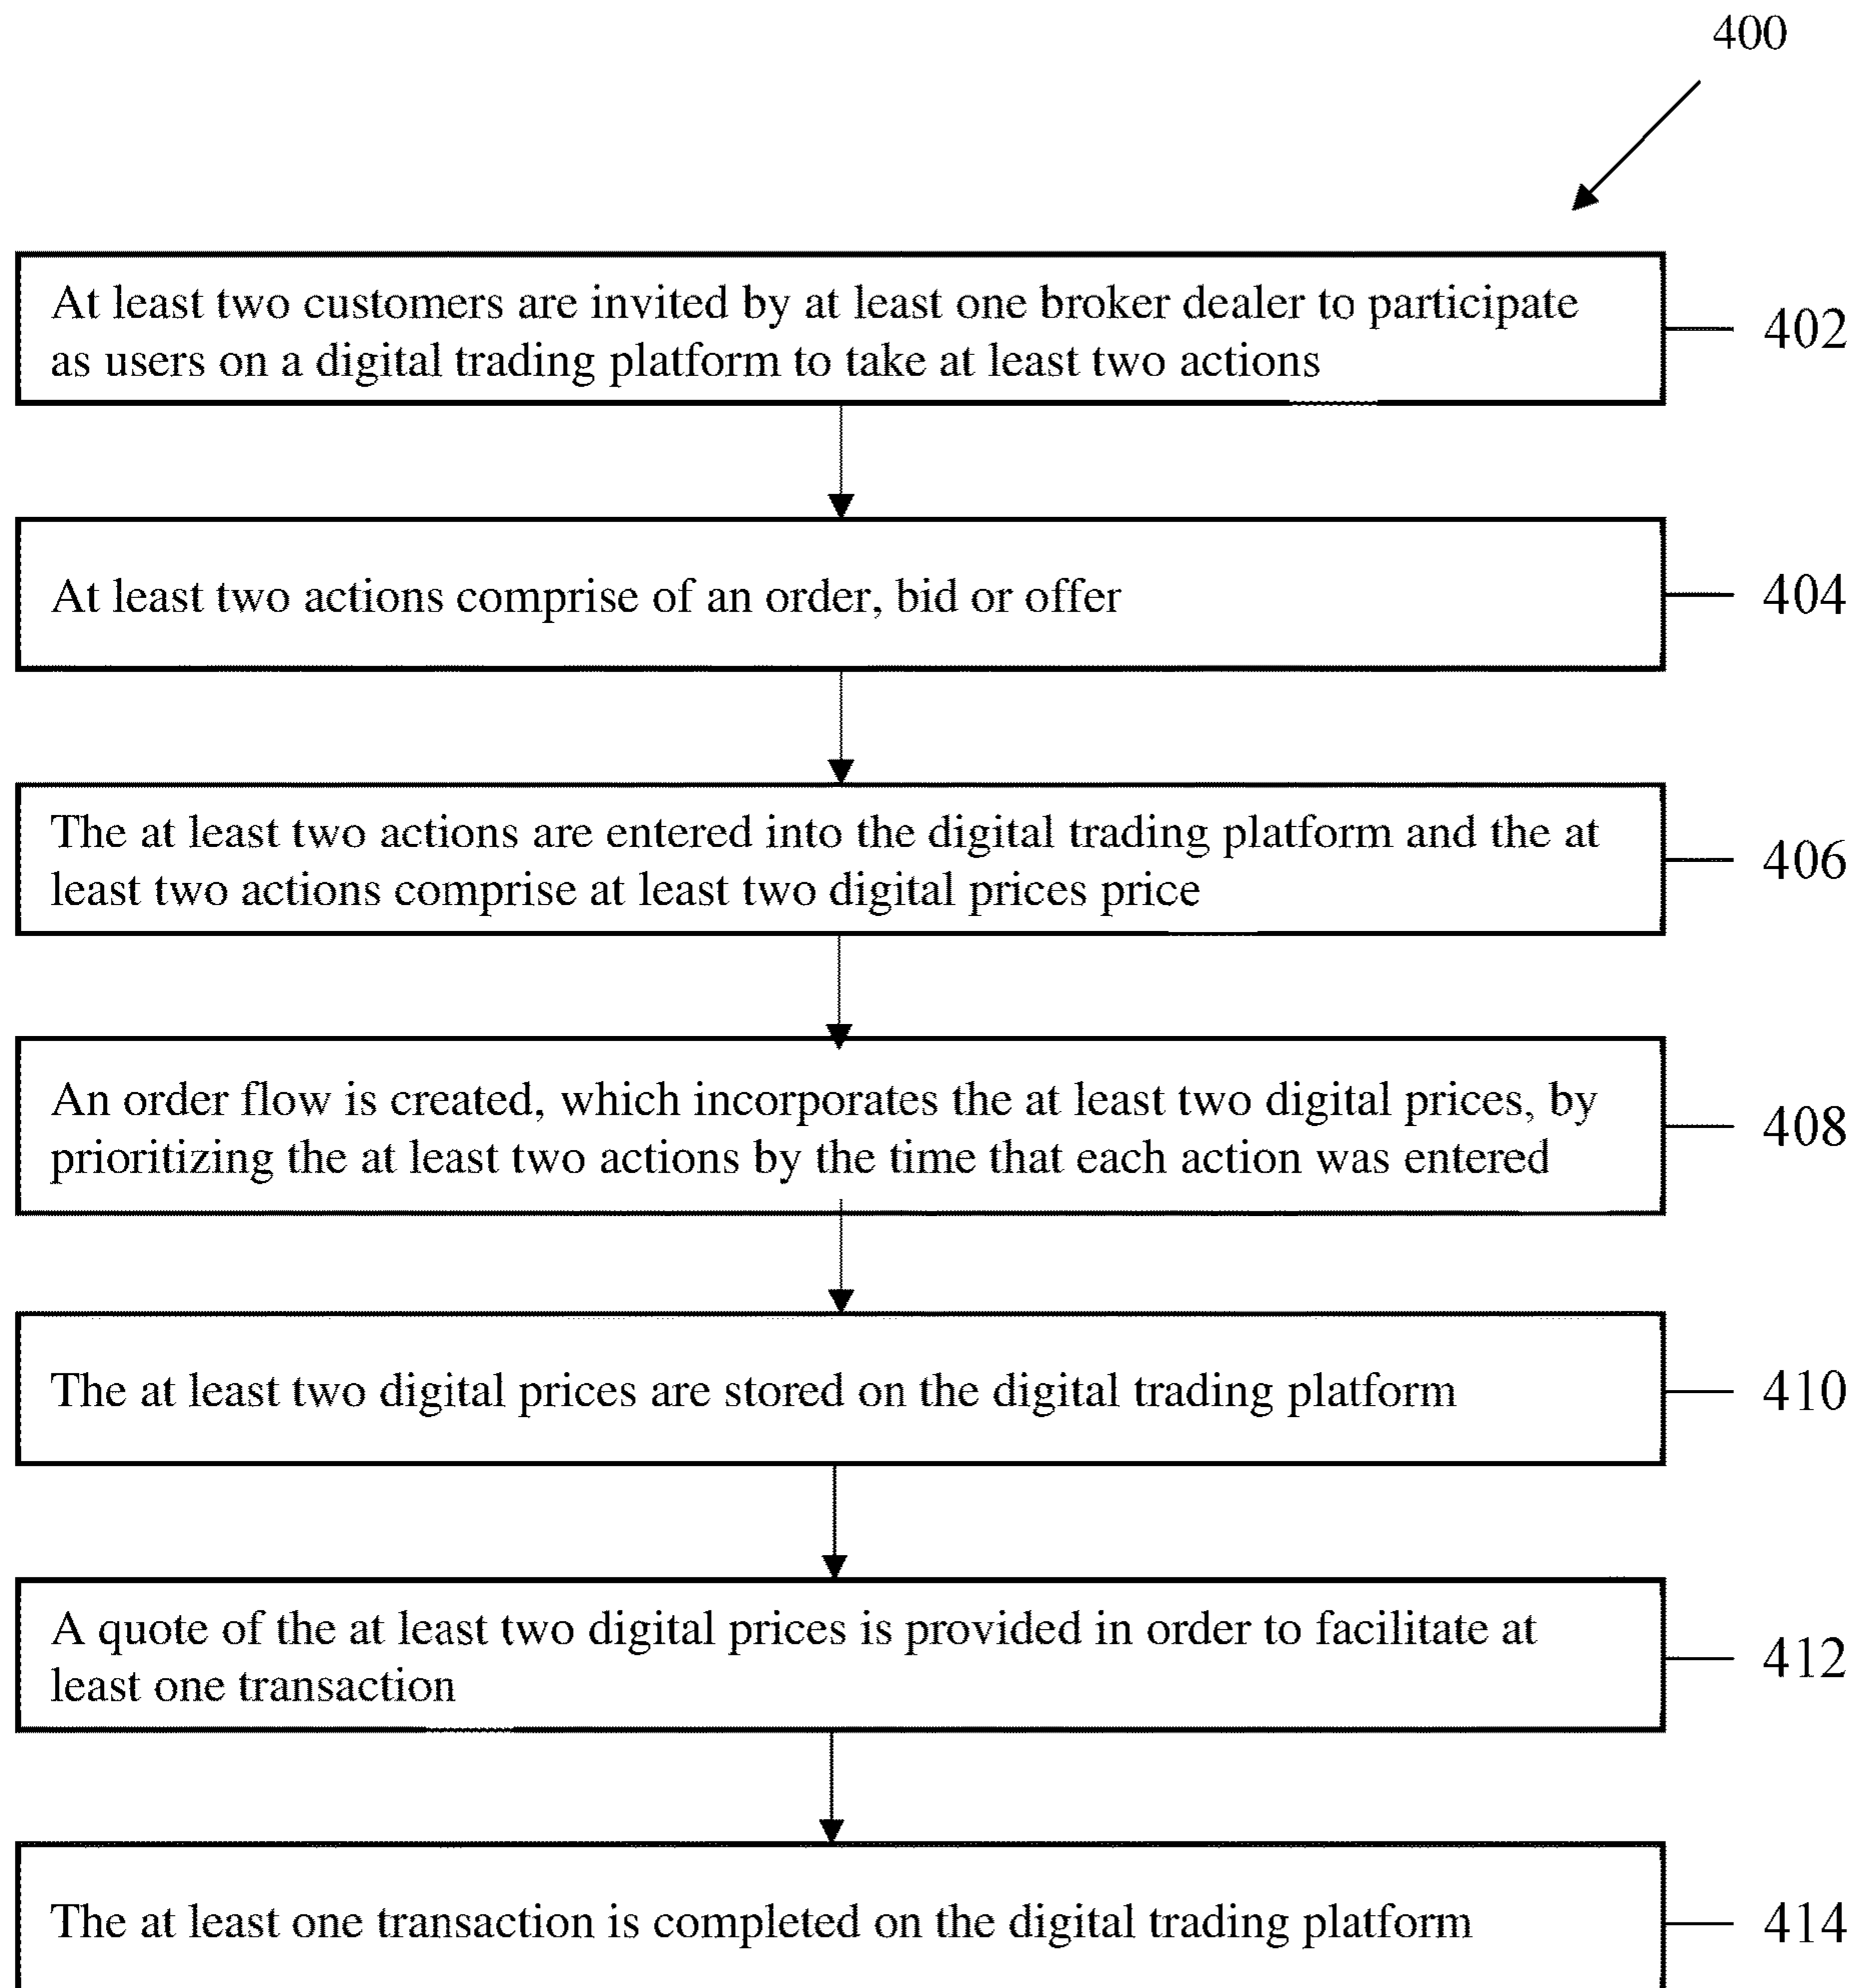 400
At least two customers are invited by at least one broker dealer to participate
as users on a digital trading platform to take at least two actions
402
At least two actions comprise of an order, bid or offer
404
The at least two actions are entered into the digital trading platform and the at
least two actions comprise at least two digital prices price
406
An order flow is created, which incorporates the at least two digital prices, by
prioritizing the at least two actions by the time that each action was entered
408
The at least two digital prices are stored on the digital trading platform
410
A quote of the at least two digital prices is provided in order to facilitate at
least one transaction
412
The at least one transaction is completed on the digital trading platform
414